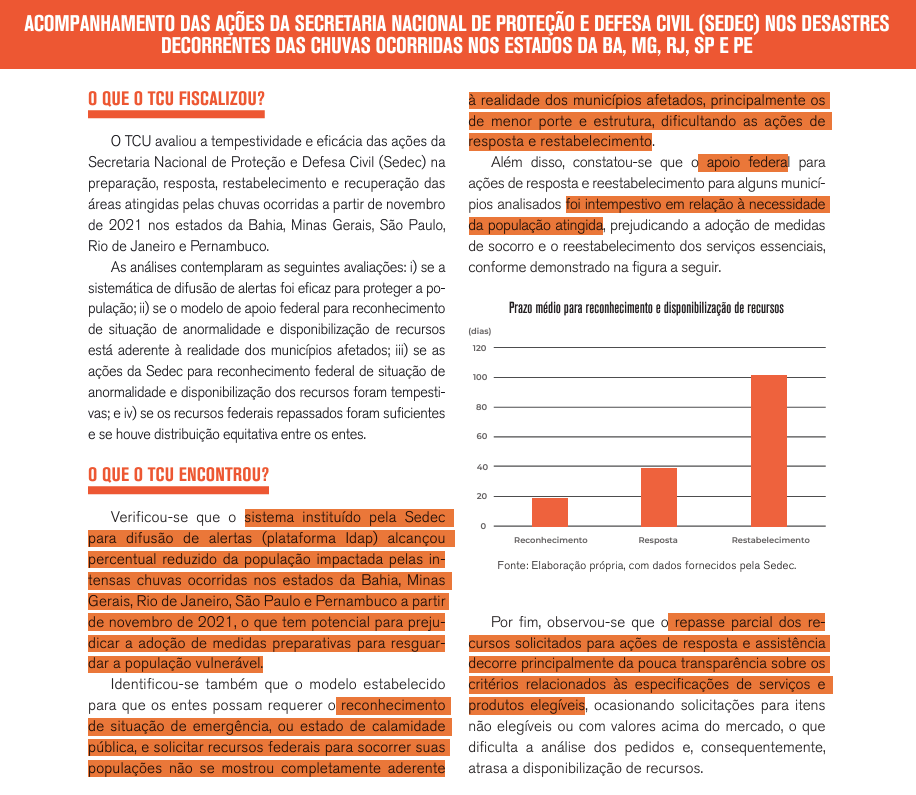 ACOMPANHAMENTO DAS AÇÕES DA SECRETARIA NACIONAL DE PROTEÇÃO E DEFESA CIVIL (SEDEC) NOS DESASTRES
DECORRENTES DAS CHUVAS OCORRIDAS NOS ESTADOS DA BA, MG, RJ, SP E PE
O QUE O TCU FISCALIZOU?
O TCU avaliou a tempestividade e eficácia das ações da
Secretaria Nacional de Proteção e Defesa Civil (Sedec) na
preparação, resposta, restabelecimento e recuperação das
áreas atingidas pelas chuvas ocorridas a partir de novembro
de 2021 nos estados da Bahia, Minas Gerais, São Paulo,
Rio de Janeiro e Pernambuco.
As análises contemplaram as seguintes avaliações: i) se a
sistemática de difusão de alertas foi eficaz para proteger a po-
pulação; ii) se o modelo de apoio federal para reconhecimento
de situação de anormalidade e disponibilização de recursos
está aderente à realidade dos municípios afetados; iii) se as
ações da Sedec para reconhecimento federal de situação de
anormalidade e disponibilização dos recursos foram tempesti-
vas; e iv) se os recursos federais repassados foram suficientes
e se houve distribuição equitativa entre os entes.
O QUE O TCU ENCONTROU?
Verificou-se que o sistema instituído pela Sedec
para difusão de alertas (plataforma Idap) alcançou
percentual reduzido da população impactada pelas in-
tensas chuvas ocorridas nos estados da Bahia, Minas
Gerais, Rio de Janeiro, São Paulo e Pernambuco a partir
de novembro de 2021, o que tem potencial para preju-
dicar a adoção de medidas preparativas para resguar-
dar a população vulnerável.
Identificou-se também que o modelo estabelecido
para que os entes possam requerer o reconhecimento
de situação de emergência, ou estado de calamidade
pública, e solicitar recursos federais para socorrer suas
populações não se mostrou completamente aderente
à realidade dos municípios afetados, principalmente os
de menor porte e estrutura, dificultando as ações de
resposta e restabelecimento.
Além disso, constatou-se que o apoio federal para
ações de resposta e reestabelecimento para alguns municí-
pios analisados foi intempestivo em relação à necessidade
da população atingida, prejudicando a adoção de medidas
de socorro e o reestabelecimento dos serviços essenciais,
conforme demonstrado na figura a seguir.
Prazo médio para reconhecimento e disponibilização de recursos
(dias)
120
100
80
60
40
20
0
Reconhecimento Resposta Restabelecimento
Fonte: Elaboração própria, com dados fornecidos pela Sedec.
Por fim, observou-se que o repasse parcial dos re-
cursos solicitados para ações de resposta e assistência
decorre principalmente da pouca transparência sobre os
critérios relacionados às especificações de serviços e
produtos elegíveis, ocasionando solicitações para itens
não elegíveis ou com valores acima do mercado, o que
dificulta a análise dos pedidos e, consequentemente,
atrasa a disponibilização de recursos.